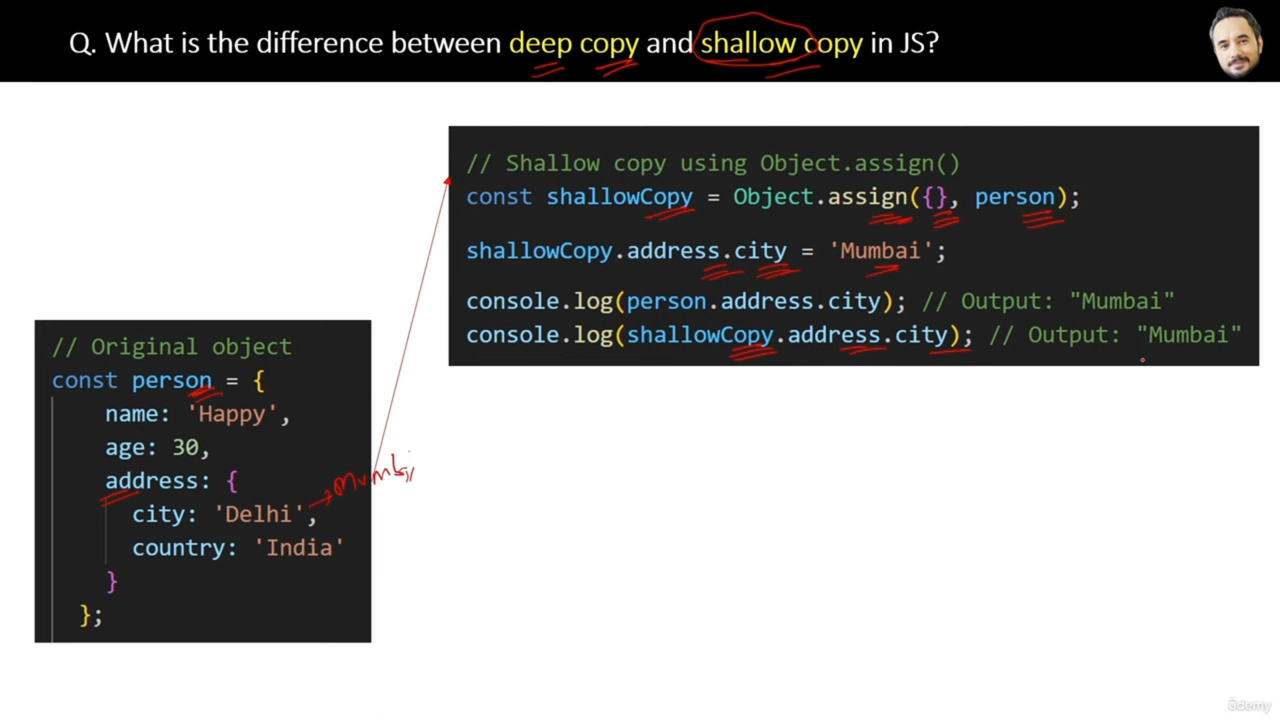 Q. What is the difference between deep copy and shallow copy in JS?
// Shallow copy using Object.assign()
const shallowCopy = Object.assign({}, person);
shallowCopy.address.city = 'Mumbai';
console.log(person.address.city); // Output: "Mumbai"
console.log(shallowCopy.address.city); // Output: "Mumbai"
// Original object
const person = {
name: 'Happy',
age: 30,
address: {
city: 'Delhi',
Mumbai
country: 'India'
}
};
ûdemy